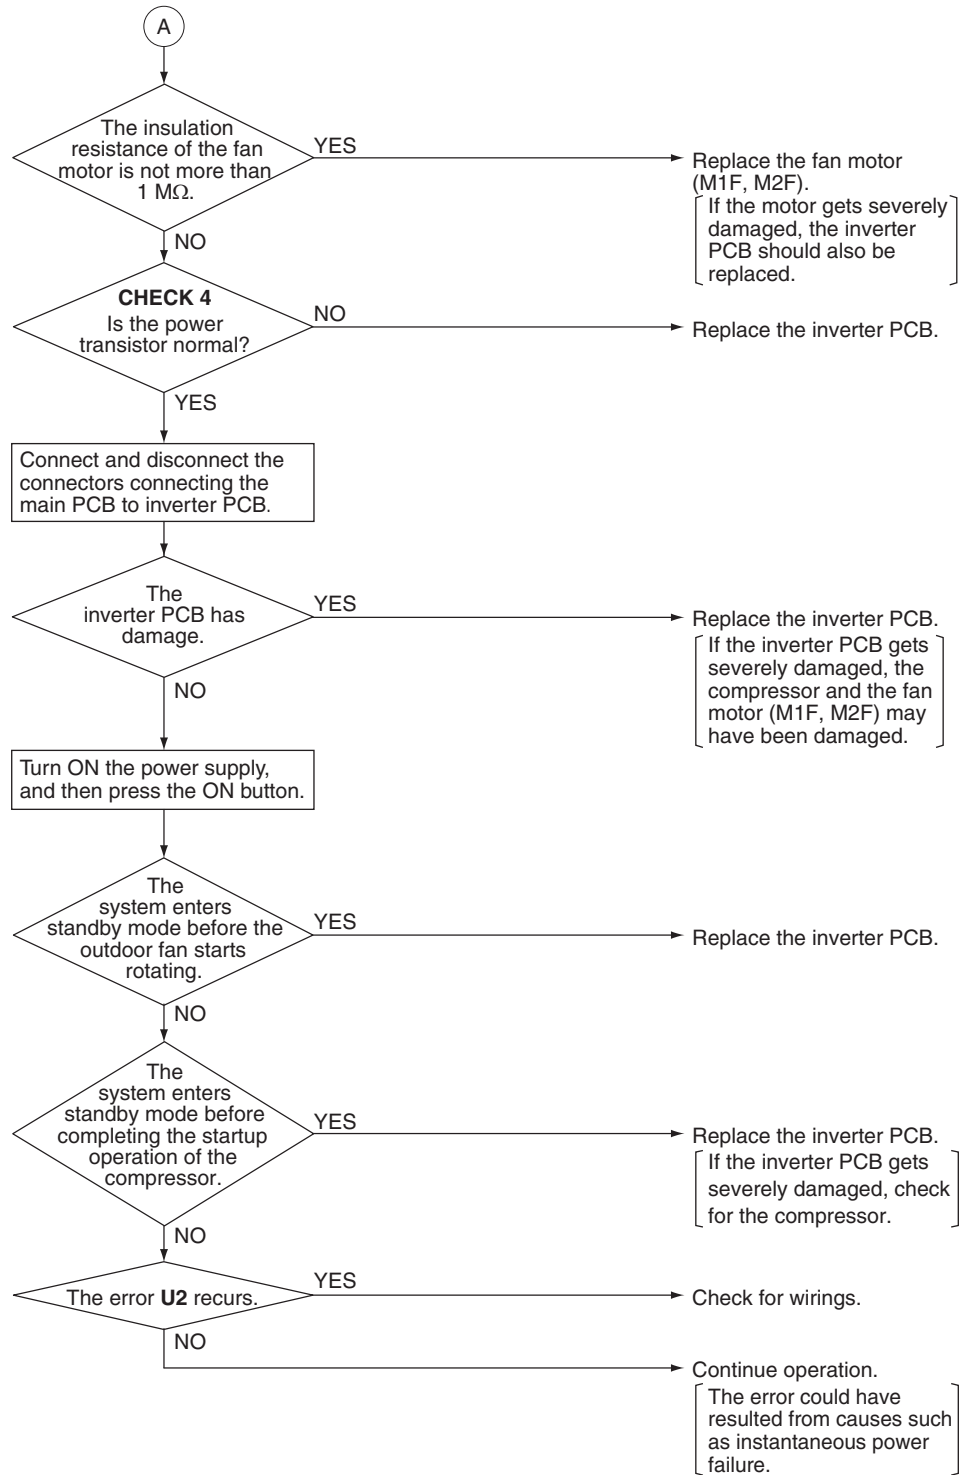 A
The insulation
resistance of the fan
motor is not more than
1 MΩ.
YES
Replace the fan motor
(M1F, M2F).
If the motor gets severely
damaged, the inverter
PCB should also be
replaced.
NO
CHECK 4
Is the power
transistor normal?
NO
Replace the inverter PCB.
YES
Connect and disconnect the
connectors connecting the
main PCB to inverter PCB.
The
inverter PCB has
damage.
YES
Replace the inverter PCB.
If the inverter PCB gets
severely damaged, the
compressor and the fan
motor (M1F, M2F) may
have been damaged.
NO
Turn ON the power supply,
and then press the ON button.
The
system enters
standby mode before the
outdoor fan starts
rotating.
YES
Replace the inverter PCB.
NO
The
system enters
standby mode before
completing the startup
operation of the
compressor.
YES
Replace the inverter PCB.
If the inverter PCB gets
severely damaged, check
for the compressor.
NO
The error U2 recurs.
YES
Check for wirings.
NO
Continue operation.
The error could have
resulted from causes such
as instantaneous power
failure.